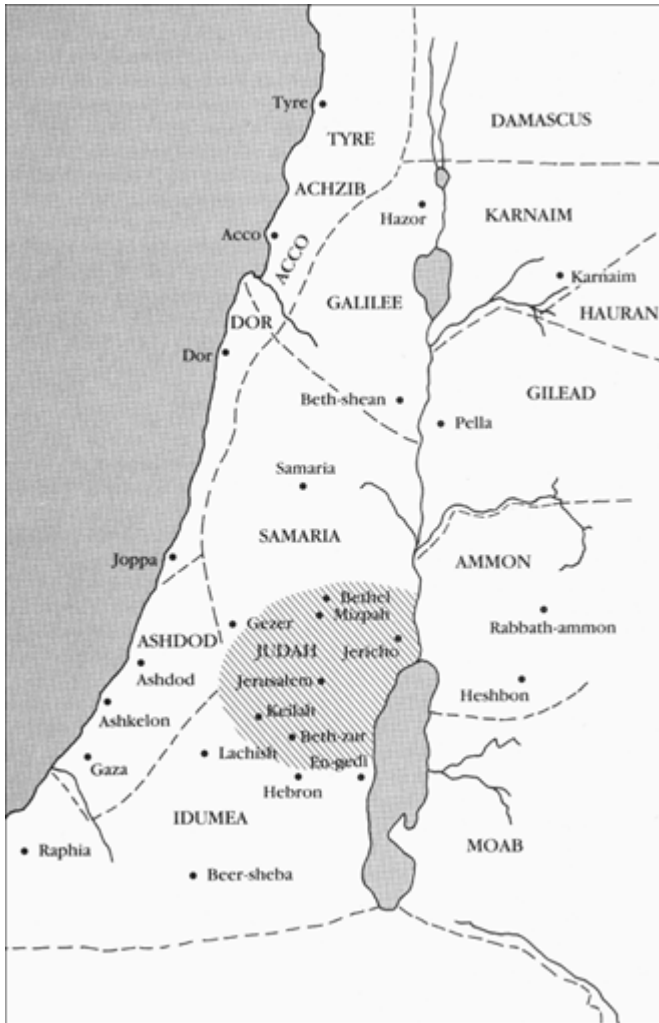 Tyre
TYRE
DAMASCUS
ACHZIB
Hazor
KARNAIM
Acco
ACCO
Karnaim
GALILEE
HAURAN
DOR
Dor
Beth-shean
GILEAD
Pella
Samaria
SAMARIA
Joppa
AMMON
Bethel
Mizpah
Gezer
Rabbath-ammon
ASHDOD
JUDAH
Jericho
Ashdod
Jerusalem
Heshbon
Ashkelon
Keilah
Beth-zur
Lachish
En-gedi
Gaza
Hebron
IDUMEA
MOAB
Raphia
Beer-sheba